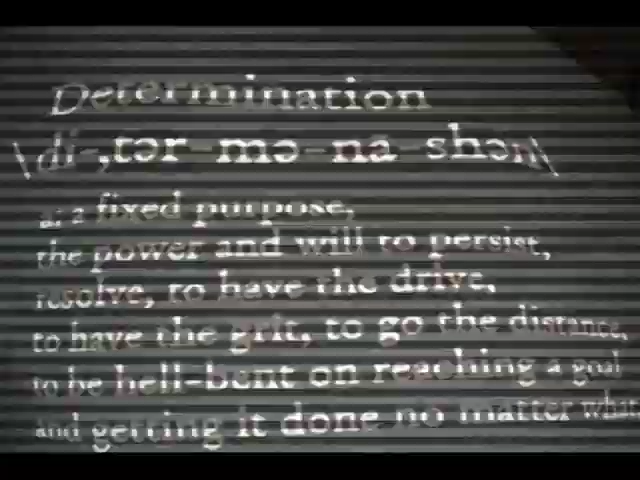 Determination
\di-,tər-mə-nā-shən\
a: a fixed purpose,
the power and will to persist,
resolve, to have the drive,
to have the grit, to go the distance,
to be hell-bent on reaching a goal
and getting it done no matter what